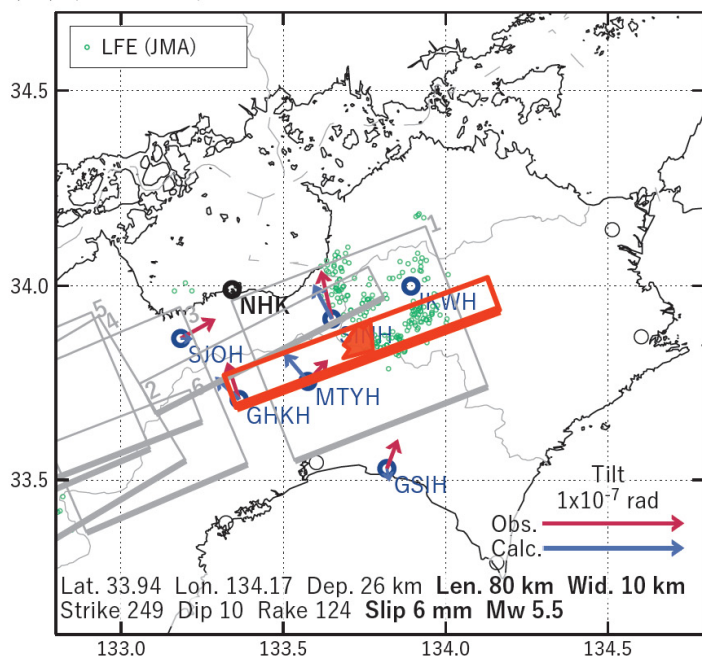 LFE (JMA)
34.5
34.0
33.5
1
3
5
4
2
6
NHK
IKWH
SJOH
MTYH
GHKH
GSIH
Tilt
1x10⁻⁷ rad
Obs.
Calc.
Lat. 33.94 Lon. 134.17 Dep. 26 km Len. 80 km Wid. 10 km
Strike 249 Dip 10 Rake 124 Slip 6 mm Mw 5.5
133.0 133.5 134.0 134.5